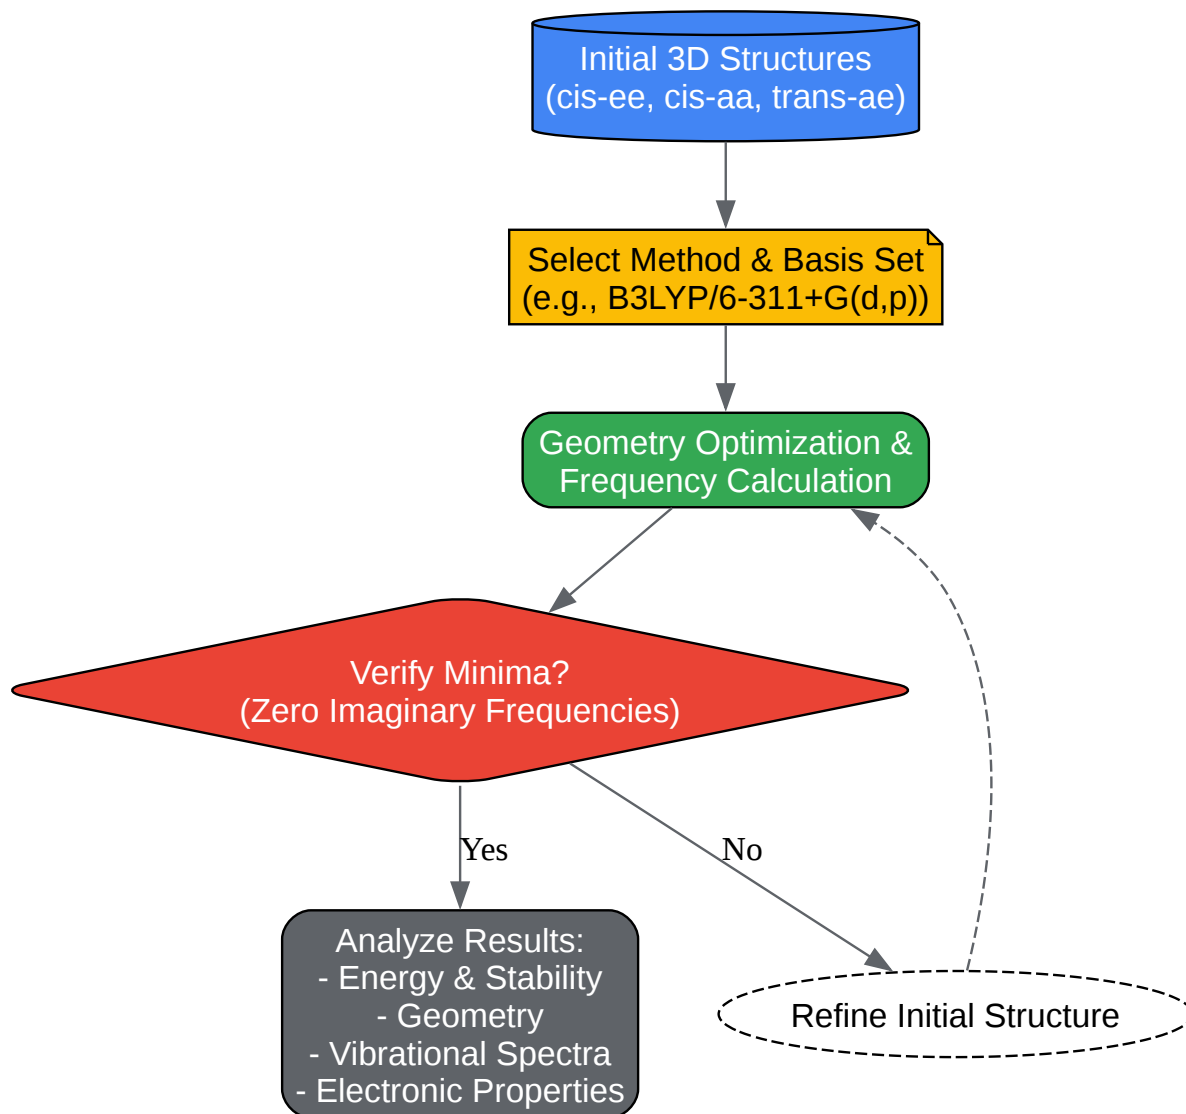 Initial 3D Structures
(cis-ee, cis-aa, trans-ae)
Select Method & Basis Set
(e.g., B3LYP/6-311+G(d,p))
Geometry Optimization &
Frequency Calculation
Verify Minima?
(Zero Imaginary Frequencies)
Yes
No
Analyze Results:
- Energy & Stability
- Geometry
- Vibrational Spectra
- Electronic Properties
Refine Initial Structure